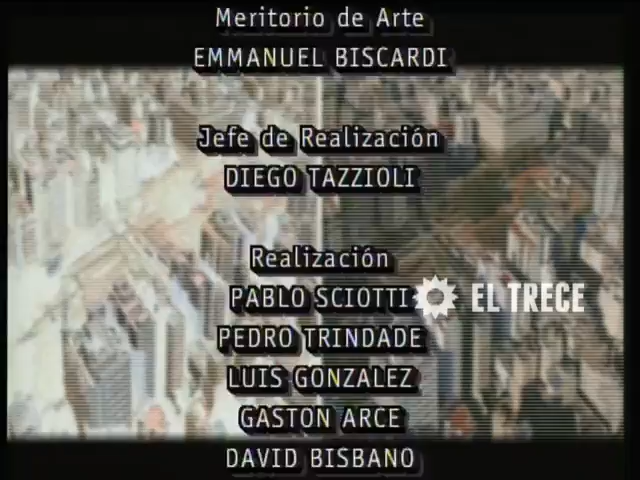 Meritorio de Arte
EMMANUEL BISCARDI
Jefe de Realización
DIEGO TAZZIOLI
Realización
PABLO SCIOTTI
EL TRECE
PEDRO TRINDADE
LUIS GONZALEZ
GASTON ARCE
DAVID BISBANO